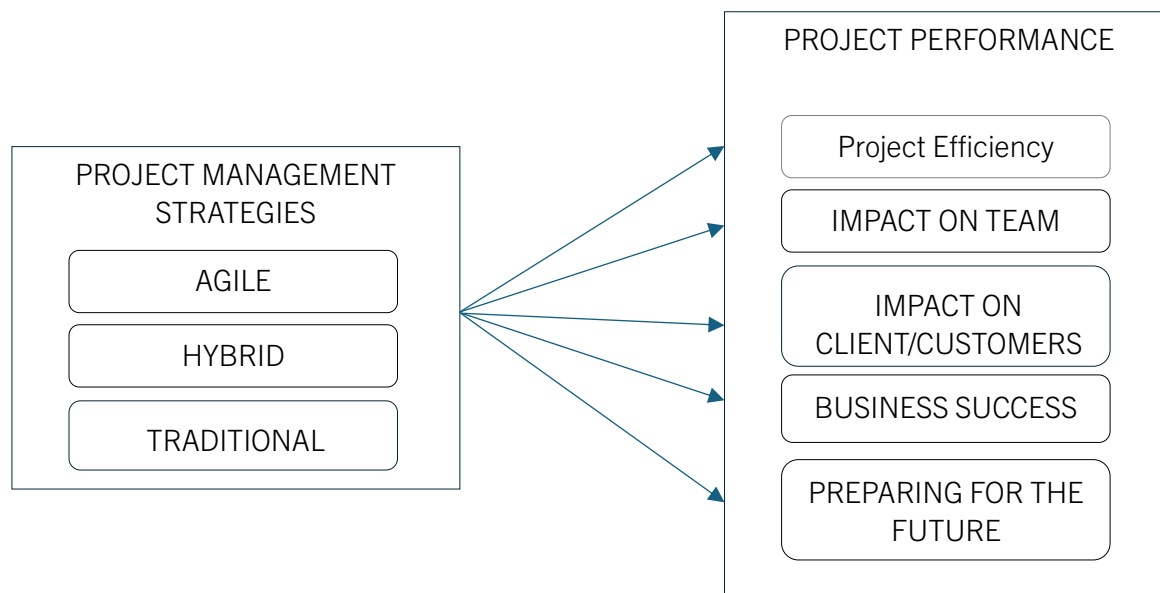 PROJECT MANAGEMENT
STRATEGIES
AGILE
HYBRID
TRADITIONAL
PROJECT PERFORMANCE
Project Efficiency
IMPACT ON TEAM
IMPACT ON
CLIENT/CUSTOMERS
BUSINESS SUCCESS
PREPARING FOR THE
FUTURE